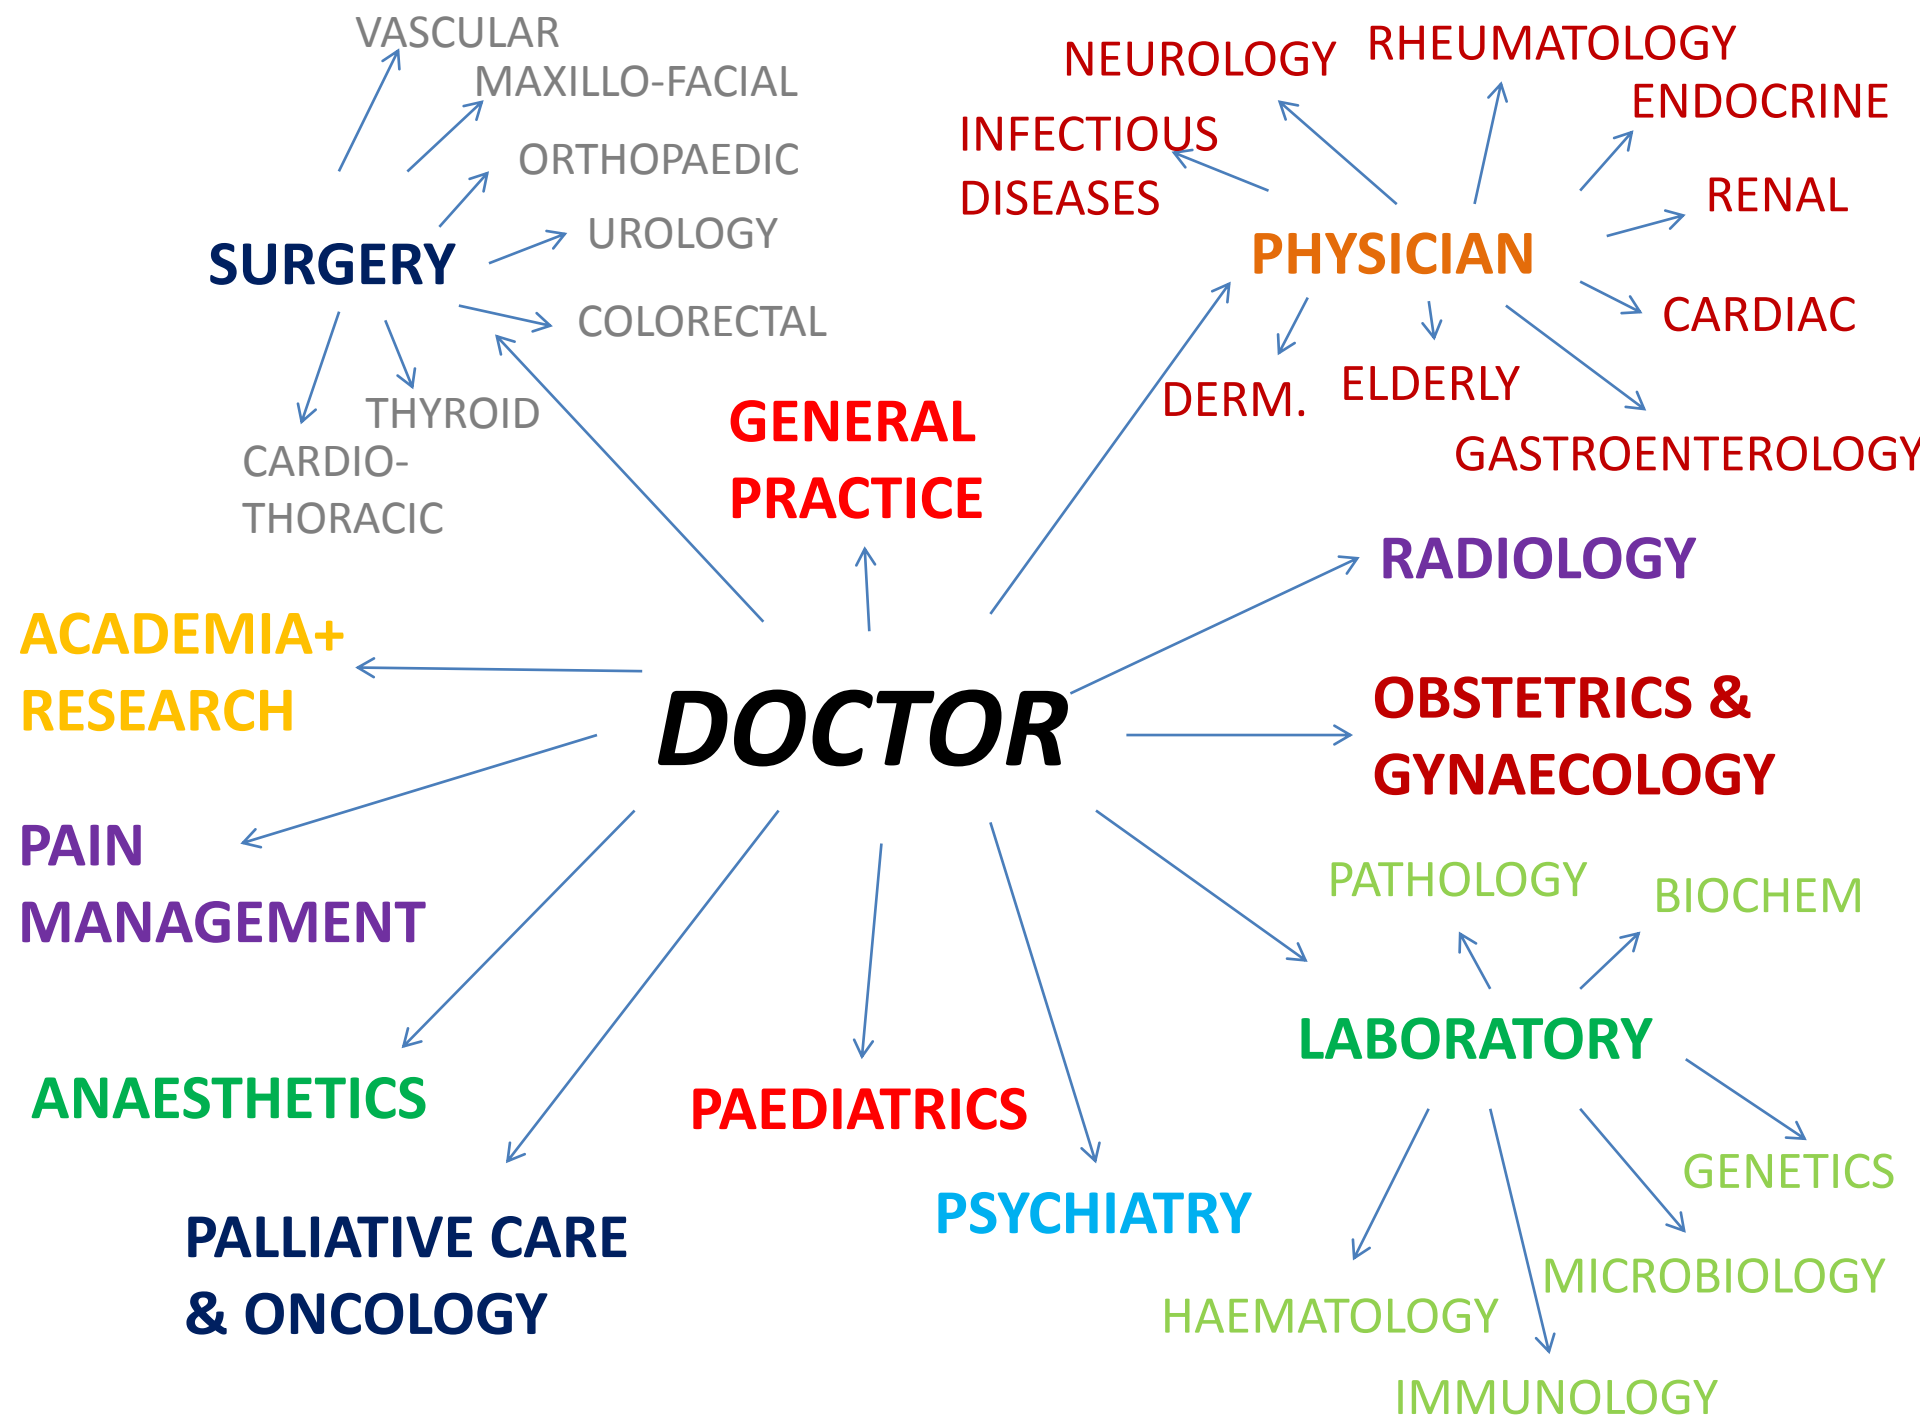 VASCULAR
MAXILLO-FACIAL
ORTHOPAEDIC
UROLOGY
SURGERY
COLORECTAL
THYROID
CARDIO-
THORACIC
NEUROLOGY
RHEUMATOLOGY
ENDOCRINE
INFECTIOUS
DISEASES
RENAL
PHYSICIAN
CARDIAC
DERM.
ELDERLY
GASTROENTEROLOGY
GENERAL
PRACTICE
RADIOLOGY
ACADEMIA+
RESEARCH
DOCTOR
OBSTETRICS &
GYNAECOLOGY
PAIN
MANAGEMENT
PATHOLOGY
BIOCHEM
LABORATORY
ANAESTHETICS
PAEDIATRICS
GENETICS
PSYCHIATRY
PALLIATIVE CARE
& ONCOLOGY
MICROBIOLOGY
HAEMATOLOGY
IMMUNOLOGY